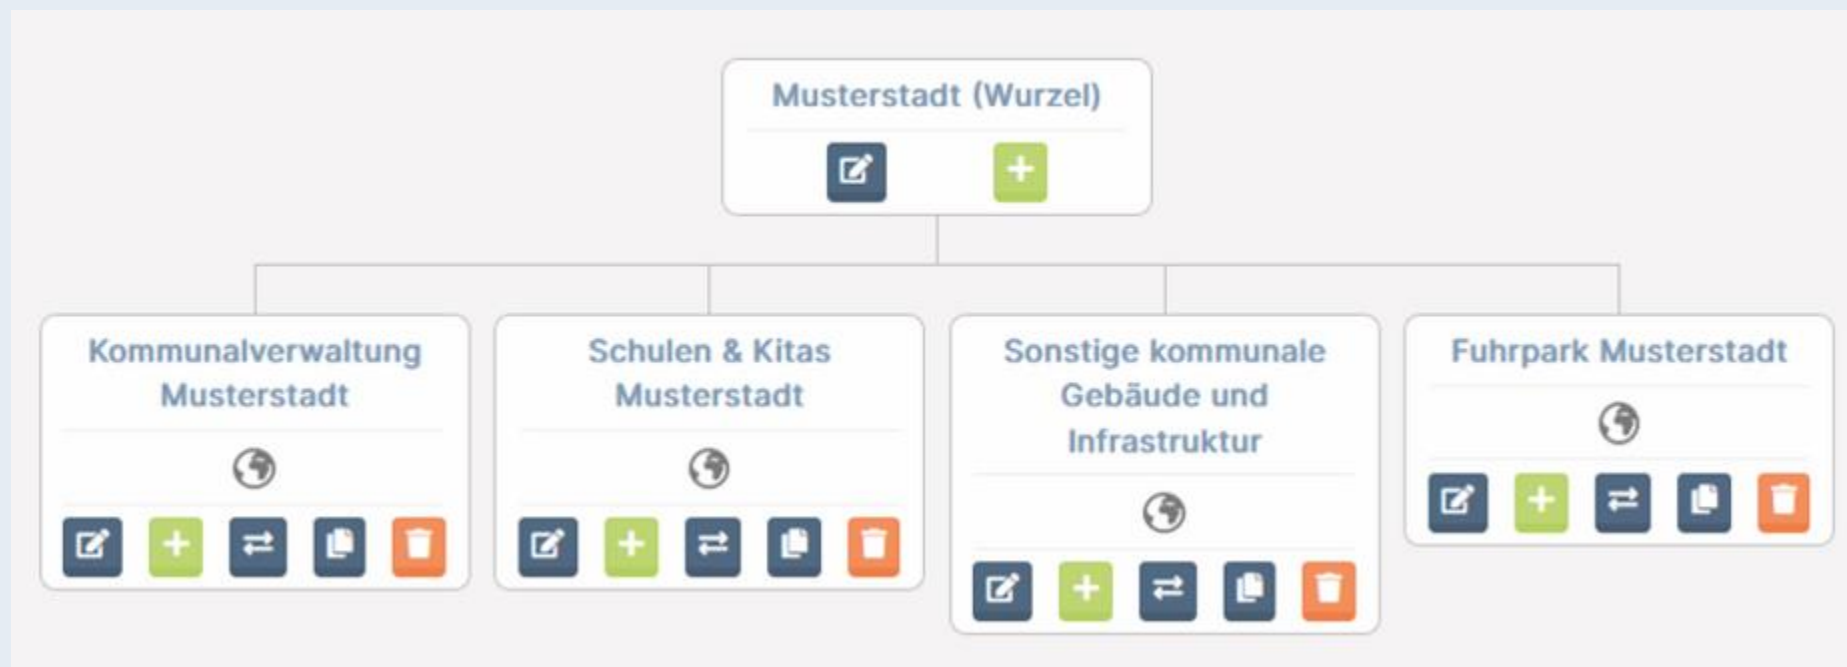 Musterstadt (Wurzel)
Kommunalverwaltung
Musterstadt
Schulen & Kitas
Musterstadt
Sonstige kommunale
Gebäude und
Infrastruktur
Fuhrpark Musterstadt